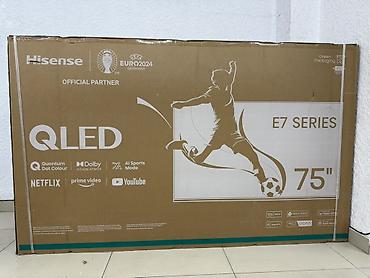 Hisense
EURO2024
GERMANY
OFFICIAL PARTNER
E7 SERIES
QLED
75"
Quantum Dot Colour
Dolby
AI Sports Mode
NETFLIX
prime video
YouTube